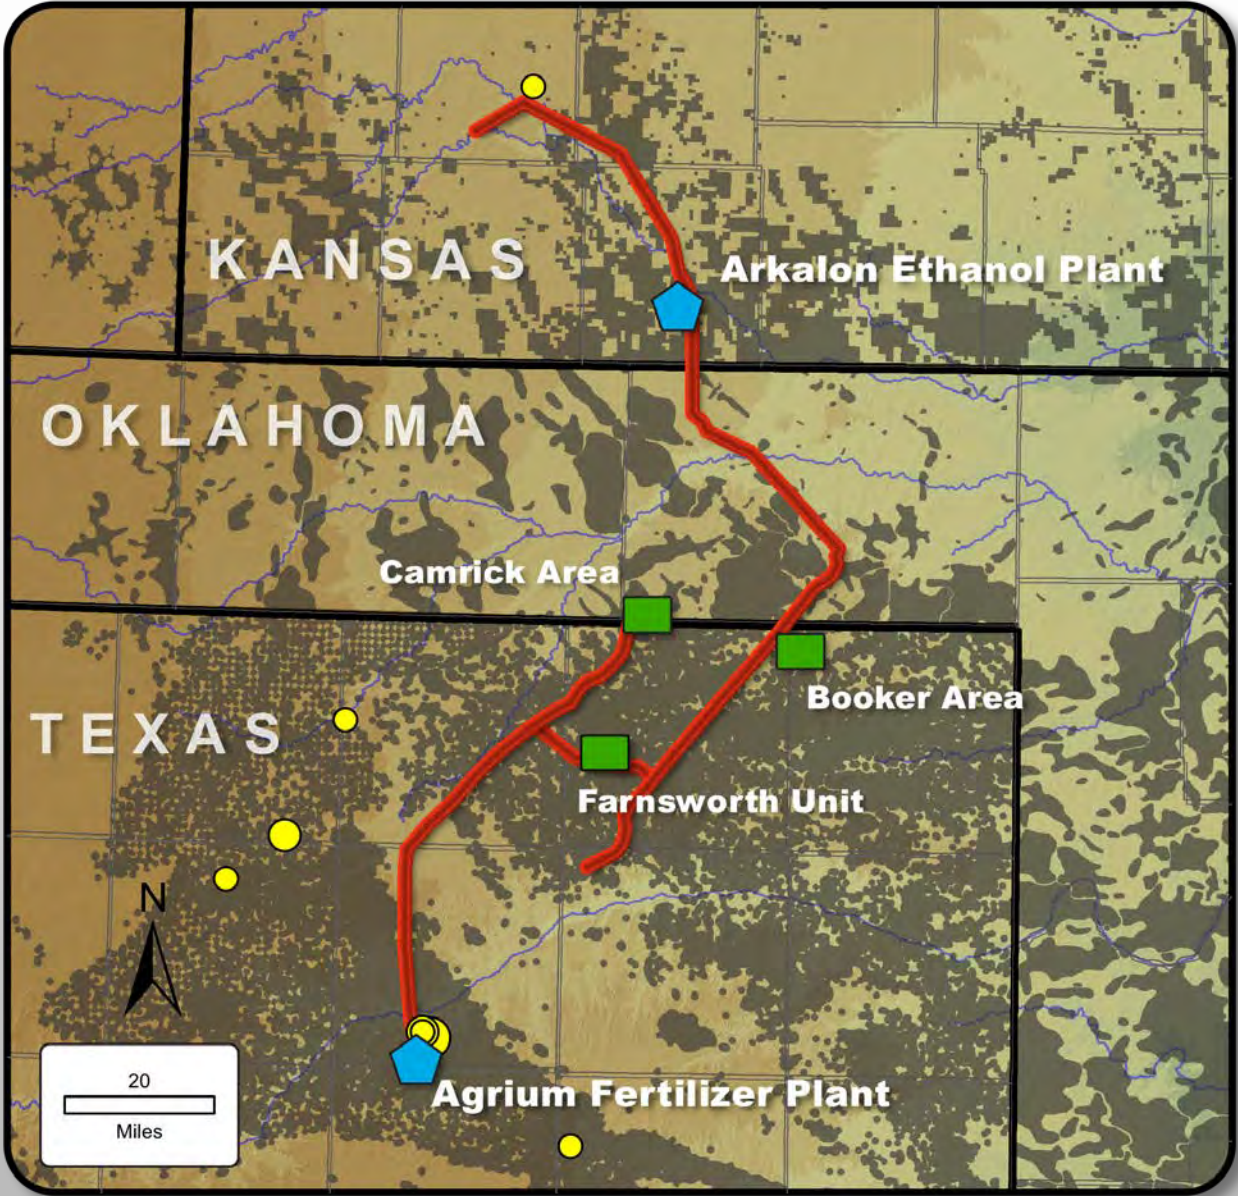 KANSAS
Arkalon Ethanol Plant
OKLAHOMA
Camrick Area
Booker Area
TEXAS
Farnsworth Unit
N
20
Miles
Agrium Fertilizer Plant